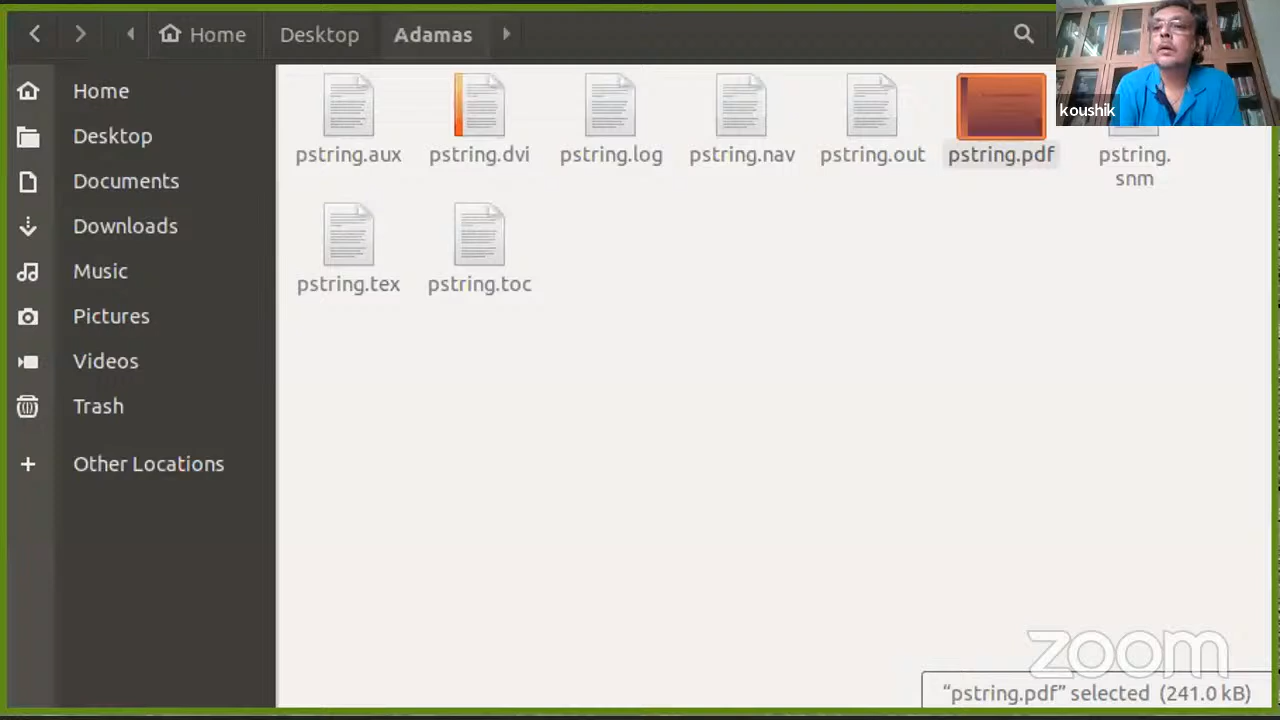 Home
Desktop
Adamas
koushik
Home
Desktop
Documents
Downloads
Music
Pictures
Videos
Trash
Other Locations
pstring.aux
pstring.dvi
pstring.log
pstring.nav
pstring.out
pstring.pdf
pstring.
snm
pstring.tex
pstring.toc
zoom
“pstring.pdf” selected (241.0 kB)